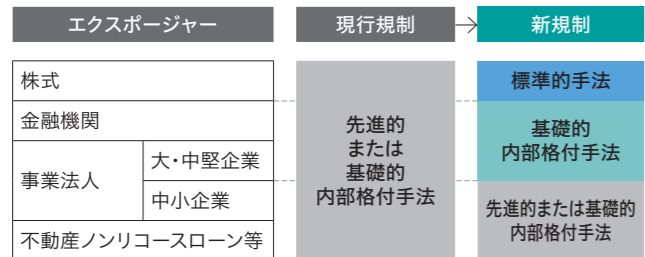 エクスポージャー
現行規制
新規制
株式
金融機関
事業法人
大・中堅企業
中小企業
不動産ノンリコースローン等
先進的
または
基礎的
内部格付手法
標準的手法
基礎的
内部格付手法
先進的または基礎的
内部格付手法